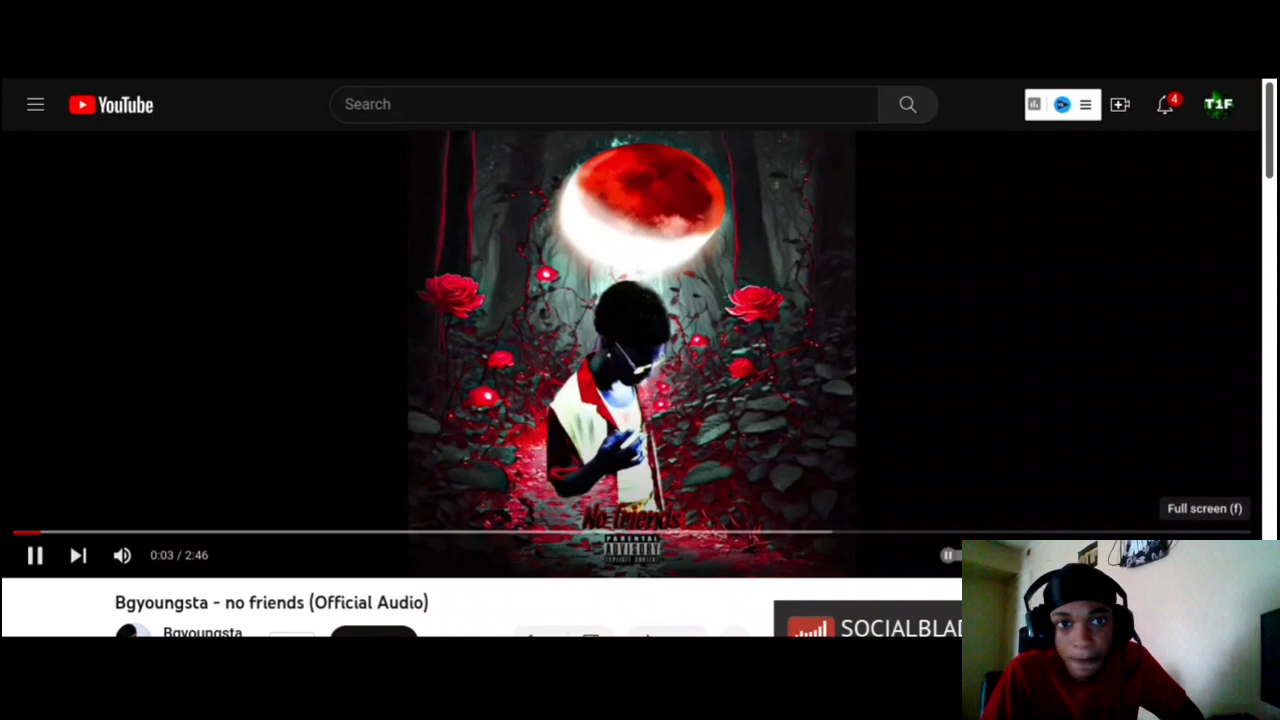 YouTube
Search
4
T1F
No friends
PARENTAL
ADVISORY
EXPLICIT CONTENT
Full screen (f)
0:03 / 2:46
Bgyoungsta - no friends (Official Audio)
Bgyoungsta
SOCIALBLAD